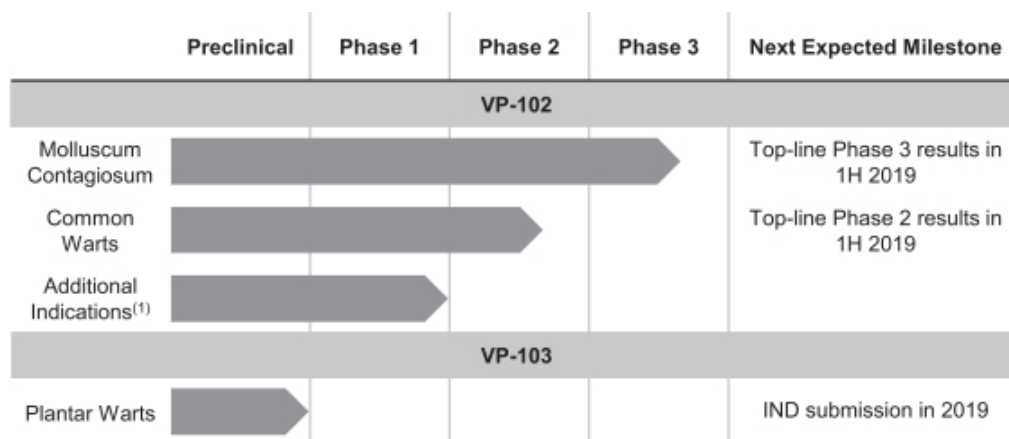 Preclinical Phase 1 Phase 2 Phase 3 Next Expected Milestone
VP-102
Molluscum
Contagiosum
Top-line Phase 3 results in
1H 2019
Common
Warts
Top-line Phase 2 results in
1H 2019
Additional
Indications(1)
VP-103
Plantar Warts
IND submission in 2019